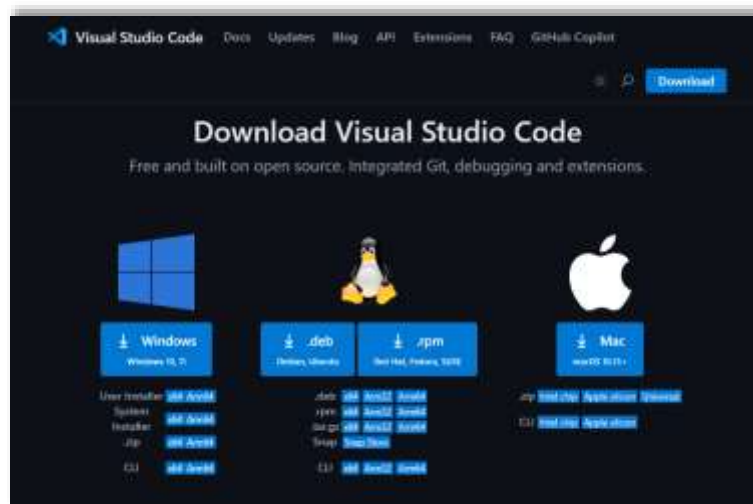 Visual Studio Code Docs Updates Blog API Extensions FAQ GitHub Copilot
Download
Download Visual Studio Code
Free and built on open source. Integrated Git, debugging and extensions.
Windows
Windows 10, 11
User Installer x64 Arm64
System Installer x64 Arm64
.zip x64 Arm64
CLI x64 Arm64
.deb
Debian, Ubuntu
.rpm
Red Hat, Fedora, SUSE
.deb x64 Arm32 Arm64
.rpm x64 Arm32 Arm64
.tar.gz x64 Arm32 Arm64
Snap Snap Store
CLI x64 Arm32 Arm64
Mac
macOS 10.15+
.zip Intel chip Apple silicon Universal
CLI Intel chip Apple silicon